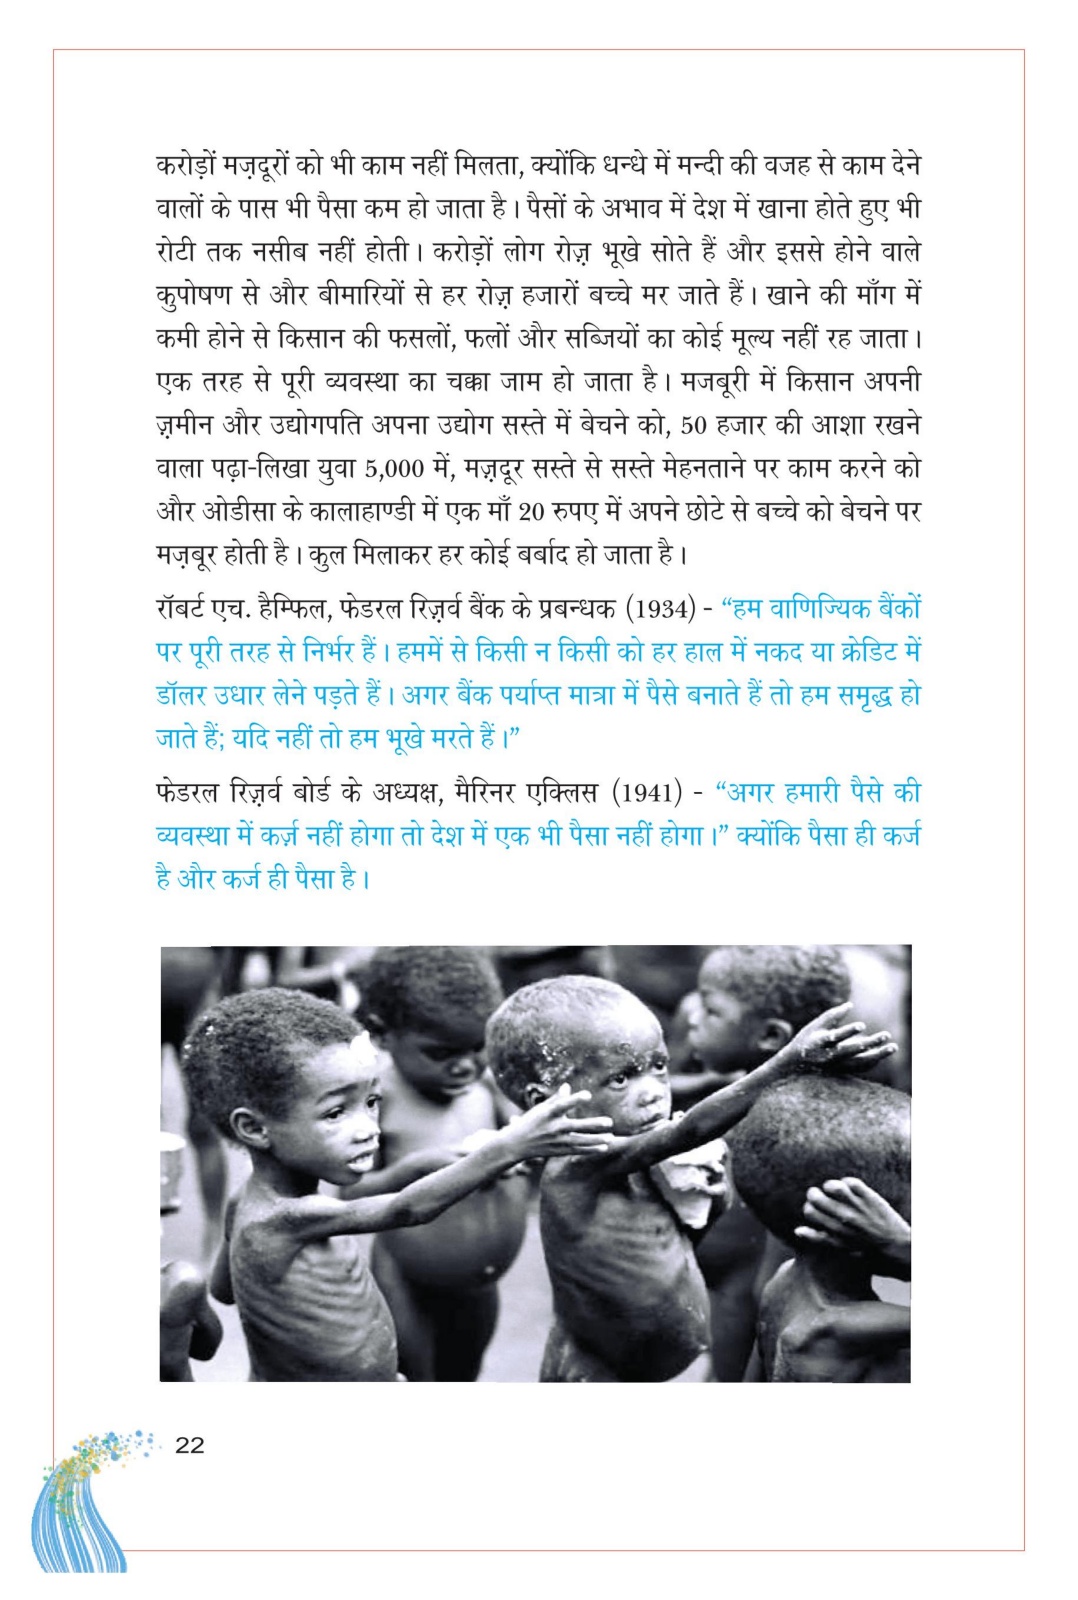 करोड़ों मज़दूरों को भी काम नहीं मिलता, क्योंकि धन्धे में मन्दी की वजह से काम देने
वालों के पास भी पैसा कम हो जाता है। पैसों के अभाव में देश में खाना होते हुए भी
रोटी तक नसीब नहीं होती। करोड़ों लोग रोज़ भूखे सोते हैं और इससे होने वाले
कुपोषण से और बीमारियों से हर रोज़ हजारों बच्चे मर जाते हैं। खाने की माँग में
कमी होने से किसान की फसलों, फलों और सब्जियों का कोई मूल्य नहीं रह जाता।
एक तरह से पूरी व्यवस्था का चक्का जाम हो जाता है। मजबूरी में किसान अपनी
ज़मीन और उद्योगपति अपना उद्योग सस्ते में बेचने को, 50 हजार की आशा रखने
वाला पढ़ा-लिखा युवा 5,000 में, मज़दूर सस्ते से सस्ते मेहनताने पर काम करने को
और ओडीसा के कालाहाण्डी में एक माँ 20 रुपए में अपने छोटे से बच्चे को बेचने पर
मज़बूर होती है। कुल मिलाकर हर कोई बर्बाद हो जाता है।
रॉबर्ट एच. हैम्फिल, फेडरल रिज़र्व बैंक के प्रबन्धक (1934) - “हम वाणिज्यिक बैंकों
पर पूरी तरह से निर्भर हैं। हममें से किसी न किसी को हर हाल में नकद या क्रेडिट में
डॉलर उधार लेने पड़ते हैं। अगर बैंक पर्याप्त मात्रा में पैसे बनाते हैं तो हम समृद्ध हो
जाते हैं; यदि नहीं तो हम भूखे मरते हैं।”
फेडरल रिज़र्व बोर्ड के अध्यक्ष, मैरिनर एक्लिस (1941) - “अगर हमारी पैसे की
व्यवस्था में कर्ज़ नहीं होगा तो देश में एक भी पैसा नहीं होगा।” क्योंकि पैसा ही कर्ज
है और कर्ज ही पैसा है।
22